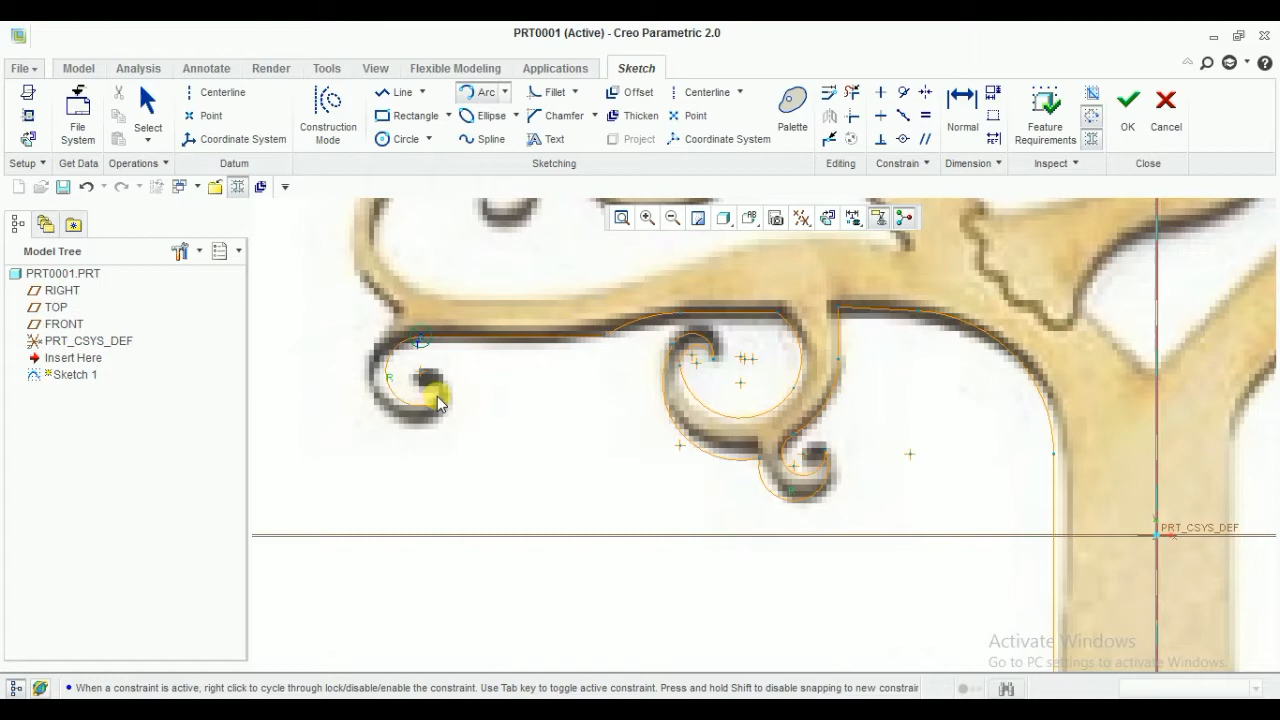 PRT0001 (Active) - Creo Parametric 2.0
File Model Analysis Annotate Render Tools View Flexible Modeling Applications Sketch
Centerline Line Arc Fillet Offset Centerline
Point Rectangle Ellipse Chamfer Thicken Point
File System Select Coordinate System Construction Mode Circle Spline Text Project Coordinate System Palette Normal Feature Requirements OK Cancel
Setup Get Data Operations Datum Sketching Editing Constrain Dimension Inspect Close
Model Tree
PRT0001.PRT
RIGHT
TOP
FRONT
PRT_CSYS_DEF
Insert Here
Sketch 1
R
R
PRT_CSYS_DEF
Activate Windows
Go to PC settings to activate Windows.
When a constraint is active, right click to cycle through lock/disable/enable the constraint. Use Tab key to toggle active constraint. Press and hold Shift to disable snapping to new constrain